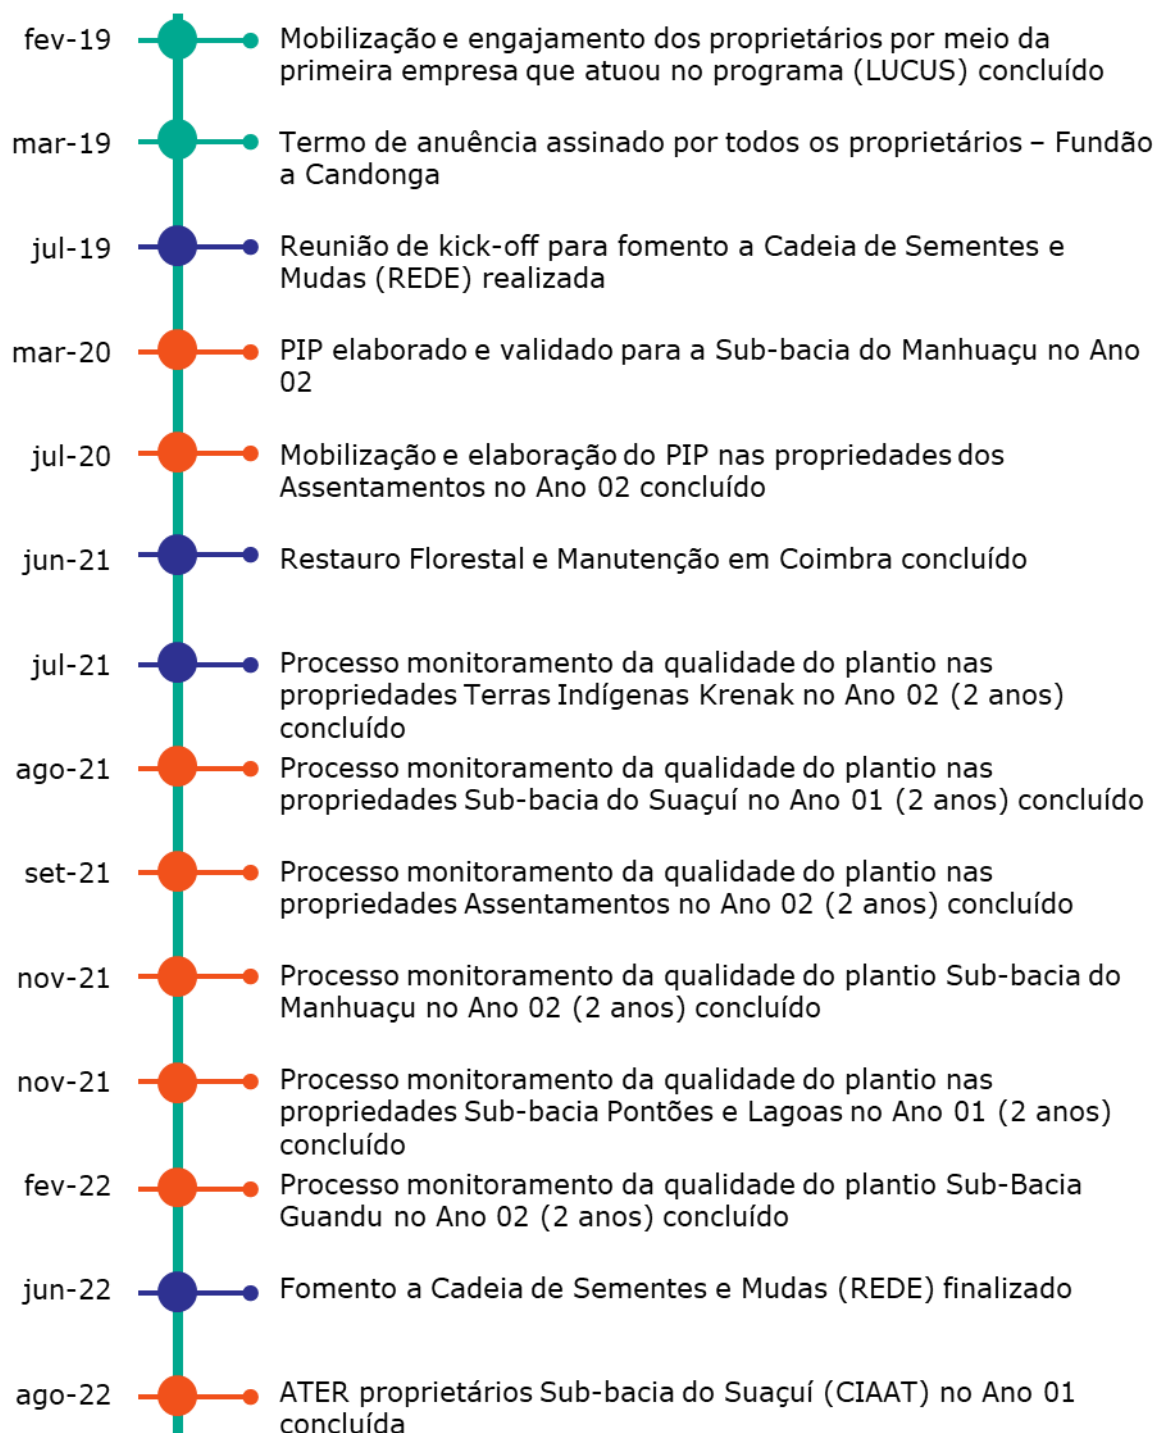 fev-19 Mobilização e engajamento dos proprietários por meio da
primeira empresa que atuou no programa (LUCUS) concluído
mar-19 Termo de anuência assinado por todos os proprietários – Fundão
a Candonga
jul-19 Reunião de kick-off para fomento a Cadeia de Sementes e
Mudas (REDE) realizada
mar-20 PIP elaborado e validado para a Sub-bacia do Manhuaçu no Ano
02
jul-20 Mobilização e elaboração do PIP nas propriedades dos
Assentamentos no Ano 02 concluído
jun-21 Restauro Florestal e Manutenção em Coimbra concluído
jul-21 Processo monitoramento da qualidade do plantio nas
propriedades Terras Indígenas Krenak no Ano 02 (2 anos)
concluído
ago-21 Processo monitoramento da qualidade do plantio nas
propriedades Sub-bacia do Suaçuí no Ano 01 (2 anos) concluído
set-21 Processo monitoramento da qualidade do plantio nas
propriedades Assentamentos no Ano 02 (2 anos) concluído
nov-21 Processo monitoramento da qualidade do plantio Sub-bacia do
Manhuaçu no Ano 02 (2 anos) concluído
nov-21 Processo monitoramento da qualidade do plantio nas
propriedades Sub-bacia Pontões e Lagoas no Ano 01 (2 anos)
concluído
fev-22 Processo monitoramento da qualidade do plantio Sub-Bacia
Guandu no Ano 02 (2 anos) concluído
jun-22 Fomento a Cadeia de Sementes e Mudas (REDE) finalizado
ago-22 ATER proprietários Sub-bacia do Suaçuí (CIAAT) no Ano 01
concluída